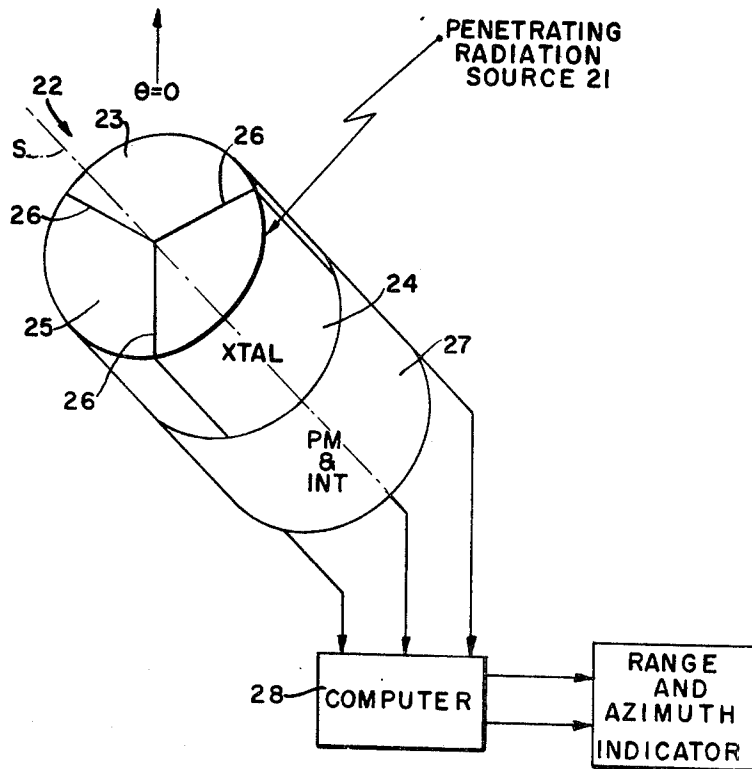 PENETRATING
RADIATION
SOURCE 21
θ=0
22
23
26
S
26
24
25
27
XTAL
26
PM
&
INT
28
COMPUTER
RANGE
AND
AZIMUTH
INDICATOR